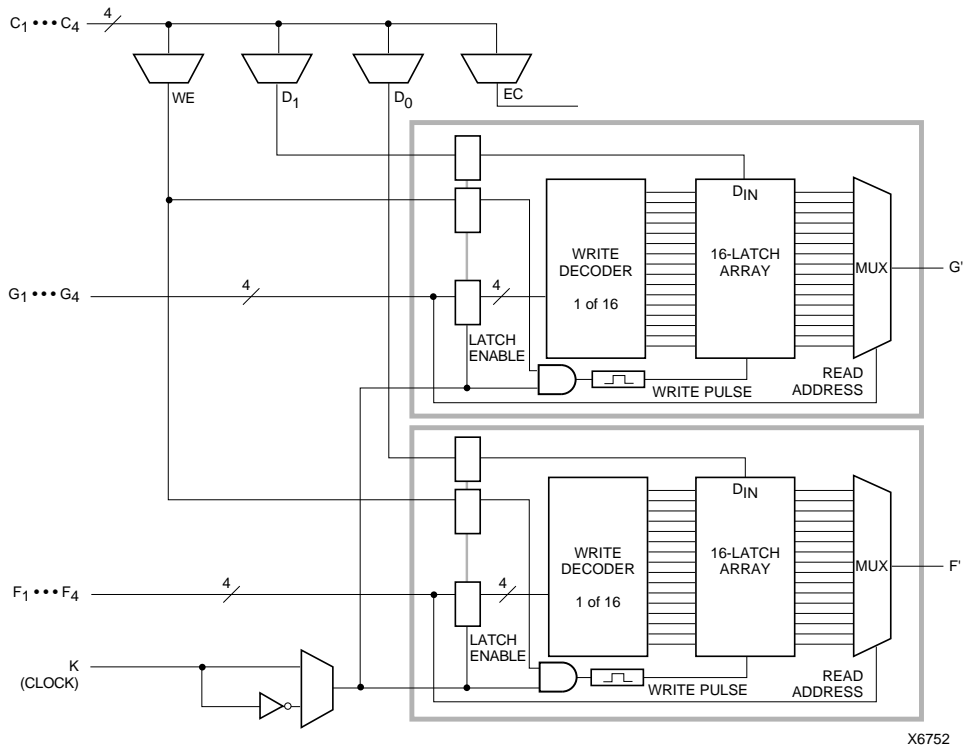 C1 • • • C4
4
WE
D1
D0
EC
DIN
WRITE
DECODER
1 of 16
16-LATCH
ARRAY
MUX
G'
G1 • • • G4
4
4
LATCH
ENABLE
WRITE PULSE
READ
ADDRESS
DIN
WRITE
DECODER
1 of 16
16-LATCH
ARRAY
MUX
F'
F1 • • • F4
4
4
LATCH
ENABLE
K
(CLOCK)
WRITE PULSE
READ
ADDRESS
X6752